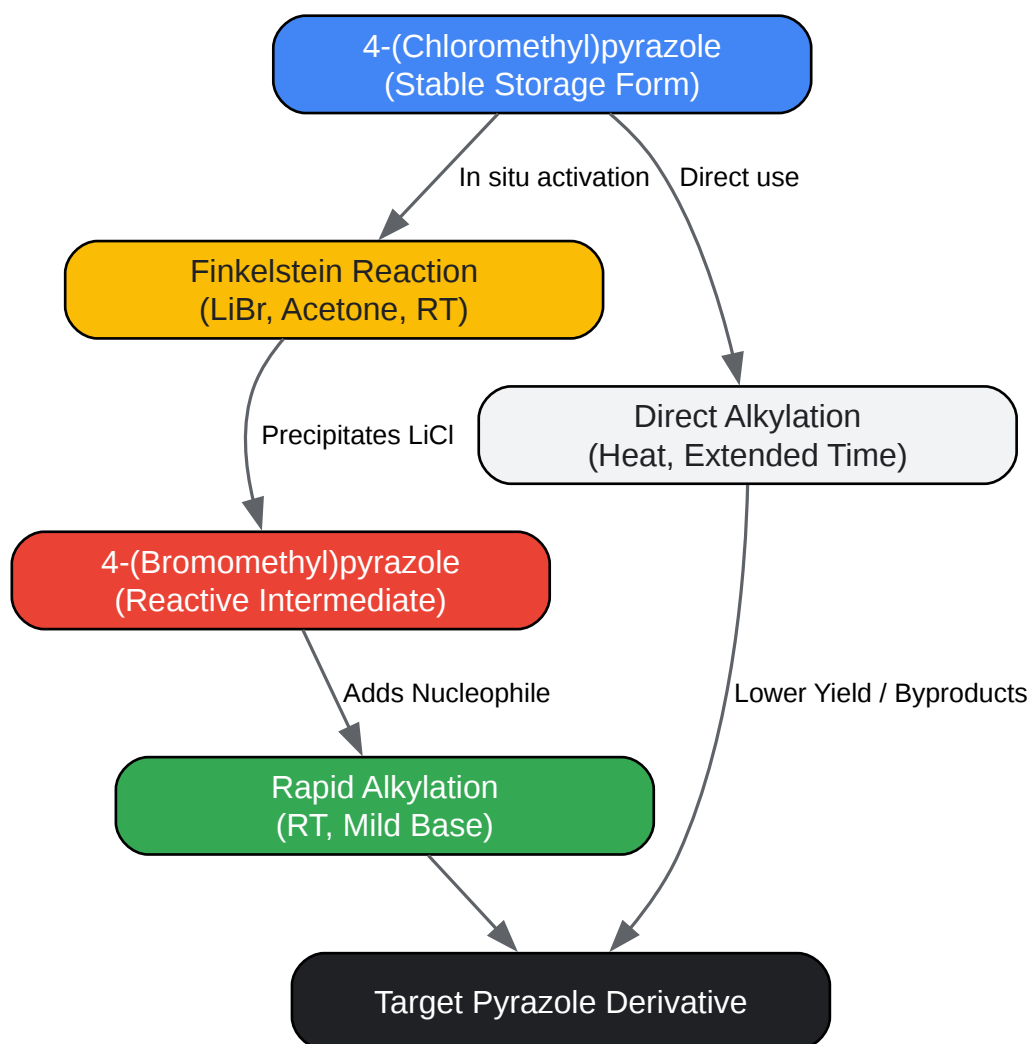 4-(Chloromethyl)pyrazole
(Stable Storage Form)
In situ activation
Direct use
Finkelstein Reaction
(LiBr, Acetone, RT)
Direct Alkylation
(Heat, Extended Time)
Precipitates LiCl
4-(Bromomethyl)pyrazole
(Reactive Intermediate)
Adds Nucleophile
Lower Yield / Byproducts
Rapid Alkylation
(RT, Mild Base)
Target Pyrazole Derivative